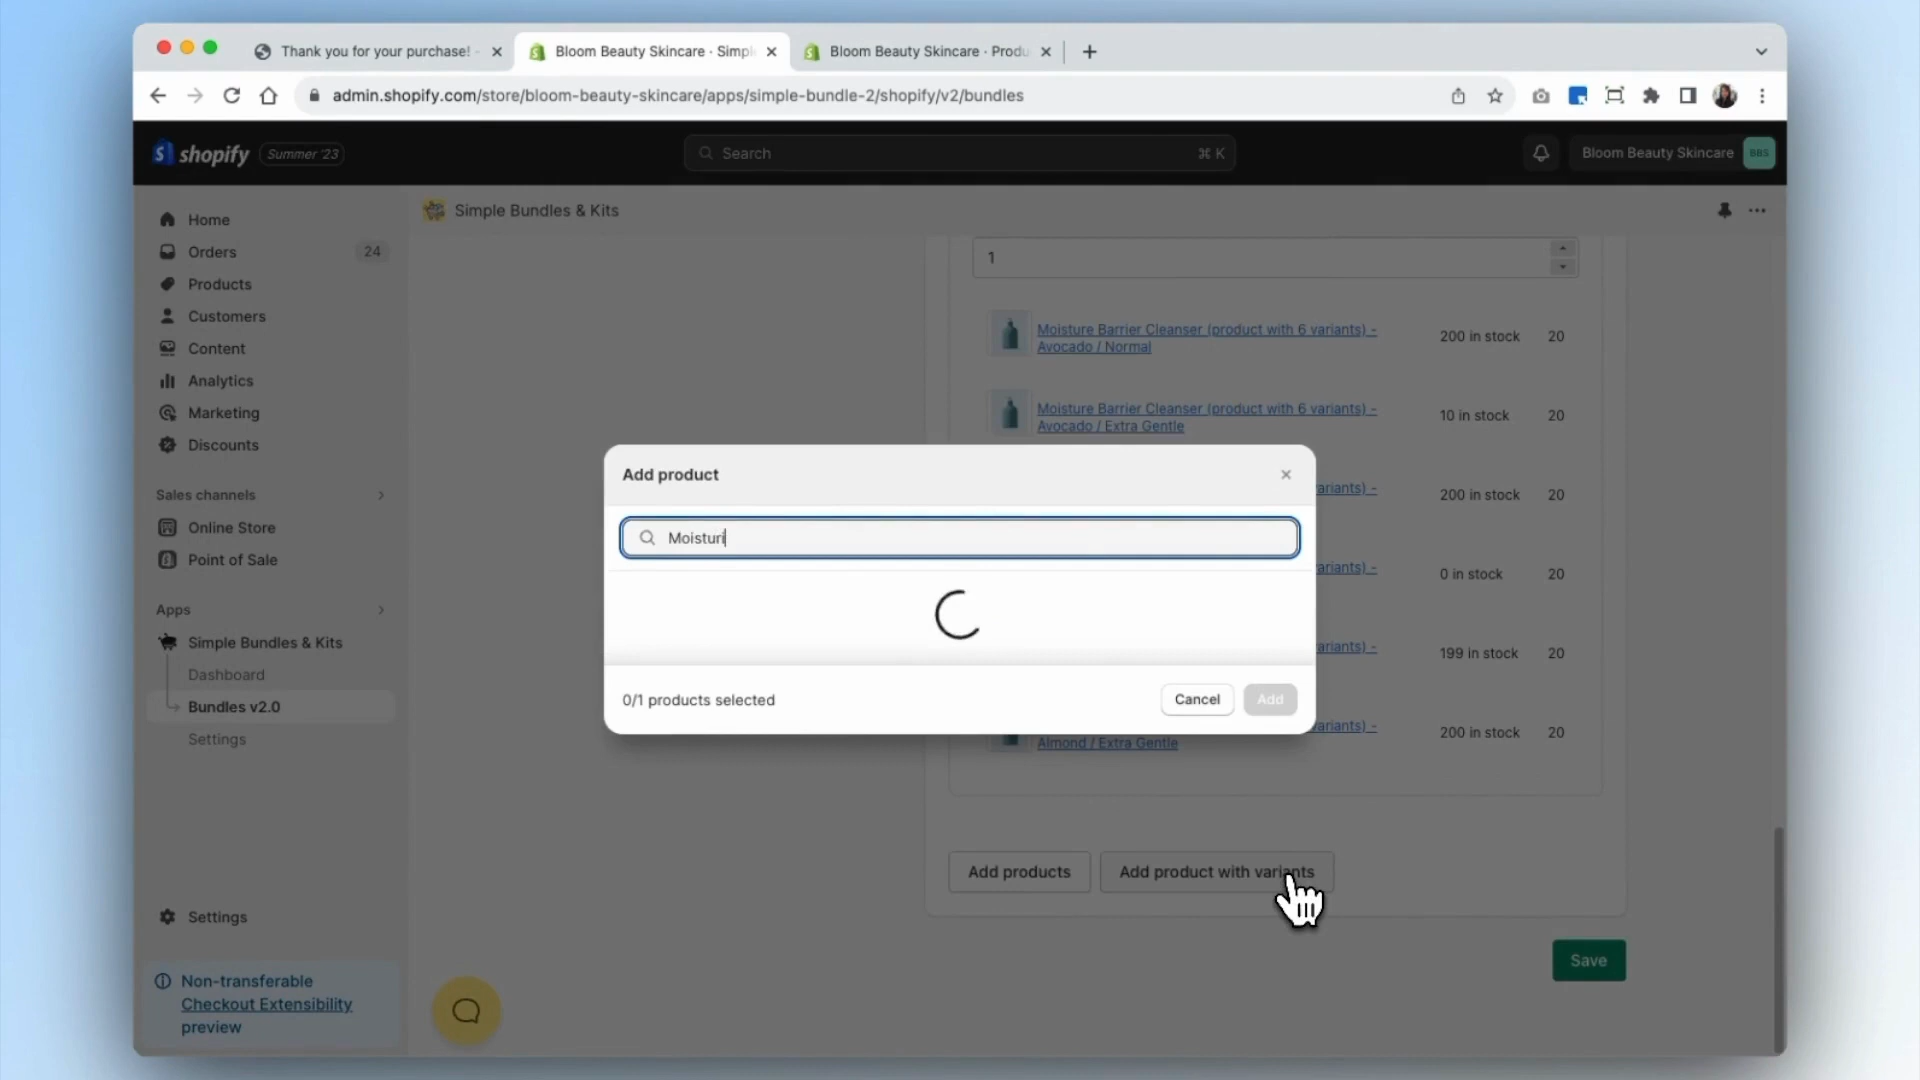 Thank you for your purchase! -
Bloom Beauty Skincare · Simpl
Bloom Beauty Skincare · Produ
admin.shopify.com/store/bloom-beauty-skincare/apps/simple-bundle-2/shopify/v2/bundles
shopify
Summer '23
Search
⌘ K
Bloom Beauty Skincare
BBS
Home
Orders
24
Products
Customers
Content
Analytics
Marketing
Discounts
Sales channels
Online Store
Point of Sale
Apps
Simple Bundles & Kits
Dashboard
Bundles v2.0
Settings
Settings
Non-transferable
Checkout Extensibility
preview
Simple Bundles & Kits
1
Moisture Barrier Cleanser (product with 6 variants) -
Avocado / Normal
200 in stock
20
Moisture Barrier Cleanser (product with 6 variants) -
Avocado / Extra Gentle
10 in stock
20
ariants) -
200 in stock
20
ariants) -
0 in stock
20
ariants) -
199 in stock
20
ariants) -
Almond / Extra Gentle
200 in stock
20
Add product
Moisturi
0/1 products selected
Cancel
Add
Add products
Add product with variants
Save